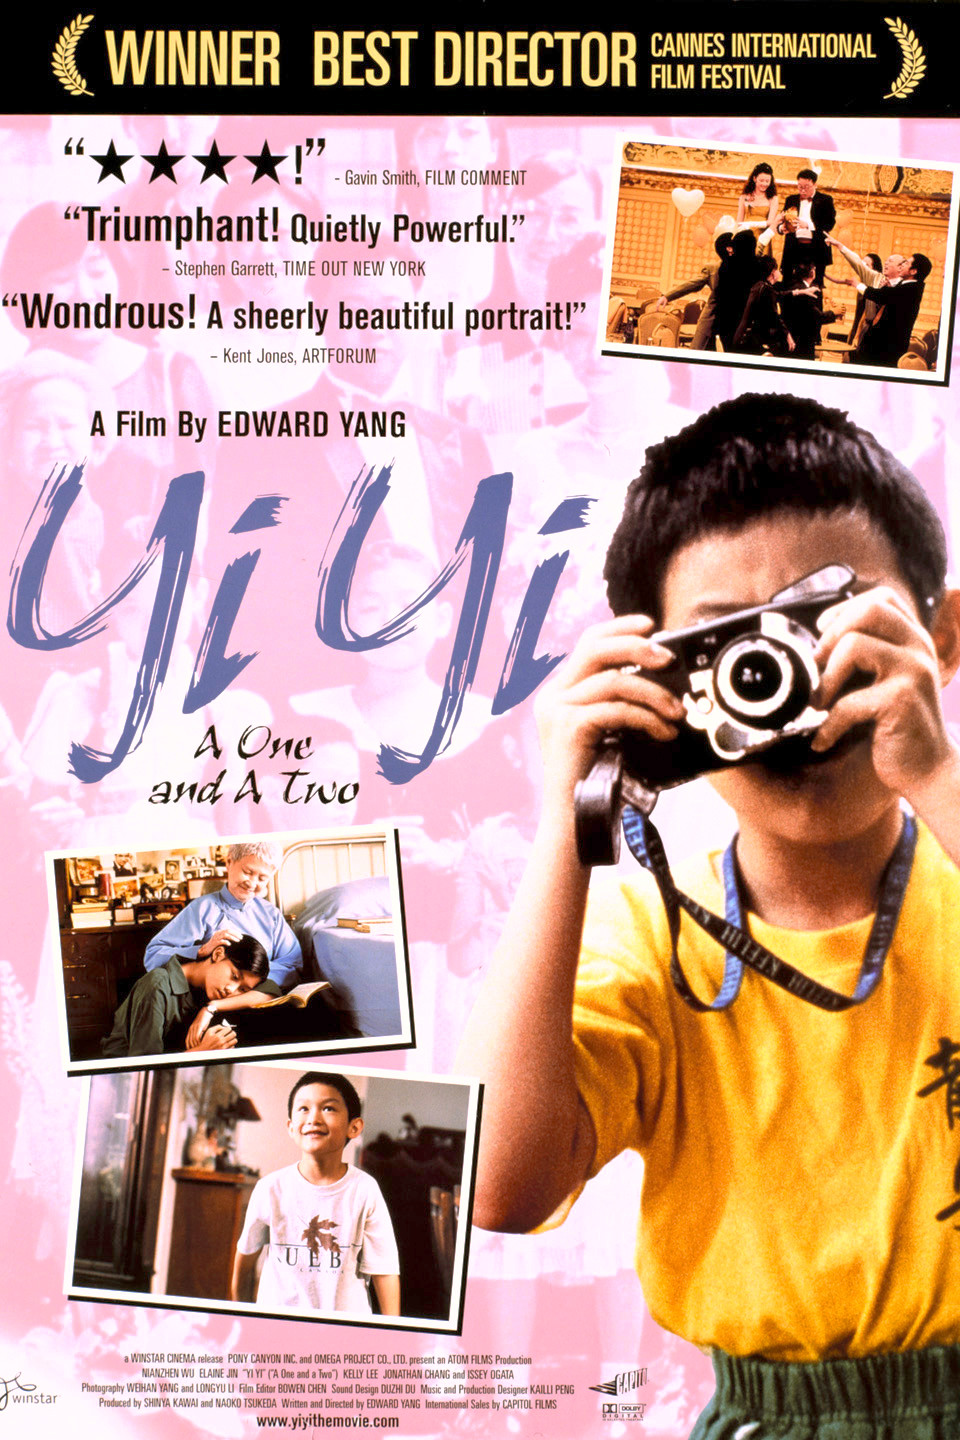 WINNER BEST DIRECTOR CANNES INTERNATIONAL
FILM FESTIVAL
“★★★★!” - Gavin Smith, FILM COMMENT
“Triumphant! Quietly Powerful.”
– Stephen Garrett, TIME OUT NEW YORK
“Wondrous! A sheerly beautiful portrait!”
– Kent Jones, ARTFORUM
A Film By EDWARD YANG
yi yi
A One
and A Two
UEB
a WINSTAR CINEMA release PONY CANYON INC. and OMEGA PROJECT CO., LTD. present an ATOM FILMS Production
NIANZHEN WU ELAINE JIN "YI YI" ("A One and a Two") KELLY LEE JONATHAN CHANG and ISSEY OGATA
Photography WEIHAN YANG and LONGYU LI Film Editor BOWEN CHEN Sound Design DUZHI DU Music and Production Designer KAILLI PENG
Produced by SHINYA KAWAI and NAOKO TSUKEDA Written and Directed by EDWARD YANG International Sales by CAPITOL FILMS
www.yiyithemovie.com
winstar
CAPITOL
DOLBY
DIGITAL